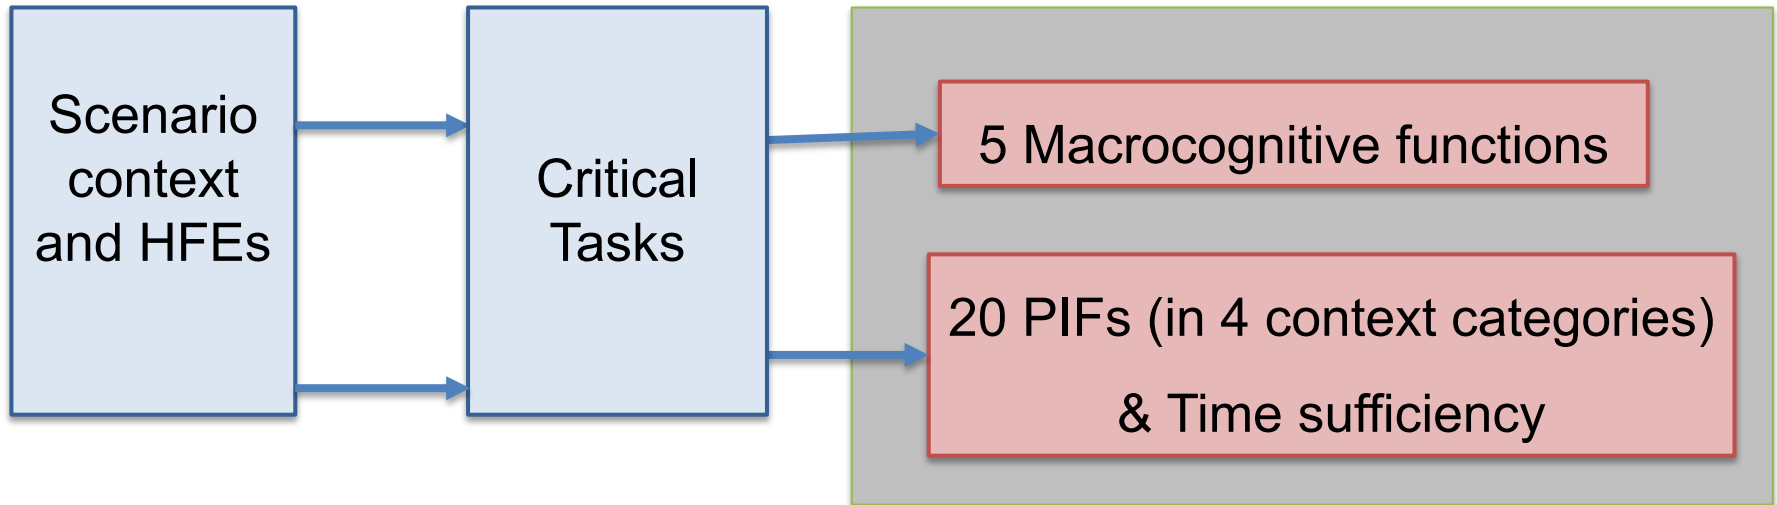 Scenario
context
and HFEs
Critical
Tasks
5 Macrocognitive functions
20 PIFs (in 4 context categories)
& Time sufficiency